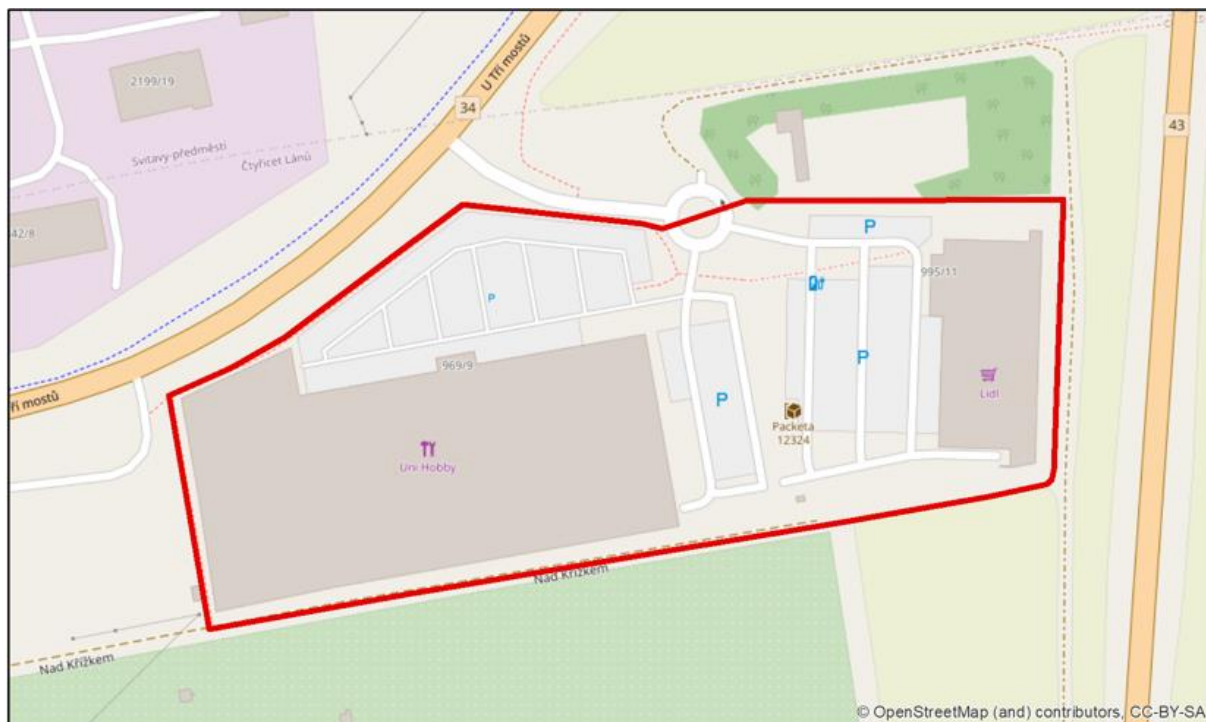 U Tří mostů
34
43
2199/19
Svitavy-předměstí
Čtyřicet Lánů
42/8
P
995/11
P
P
969/9
Lidl
ří mostů
P
Packeta
12324
Uni Hobby
Nad Křížkem
Nad Křížkem
© OpenStreetMap (and) contributors, CC-BY-SA